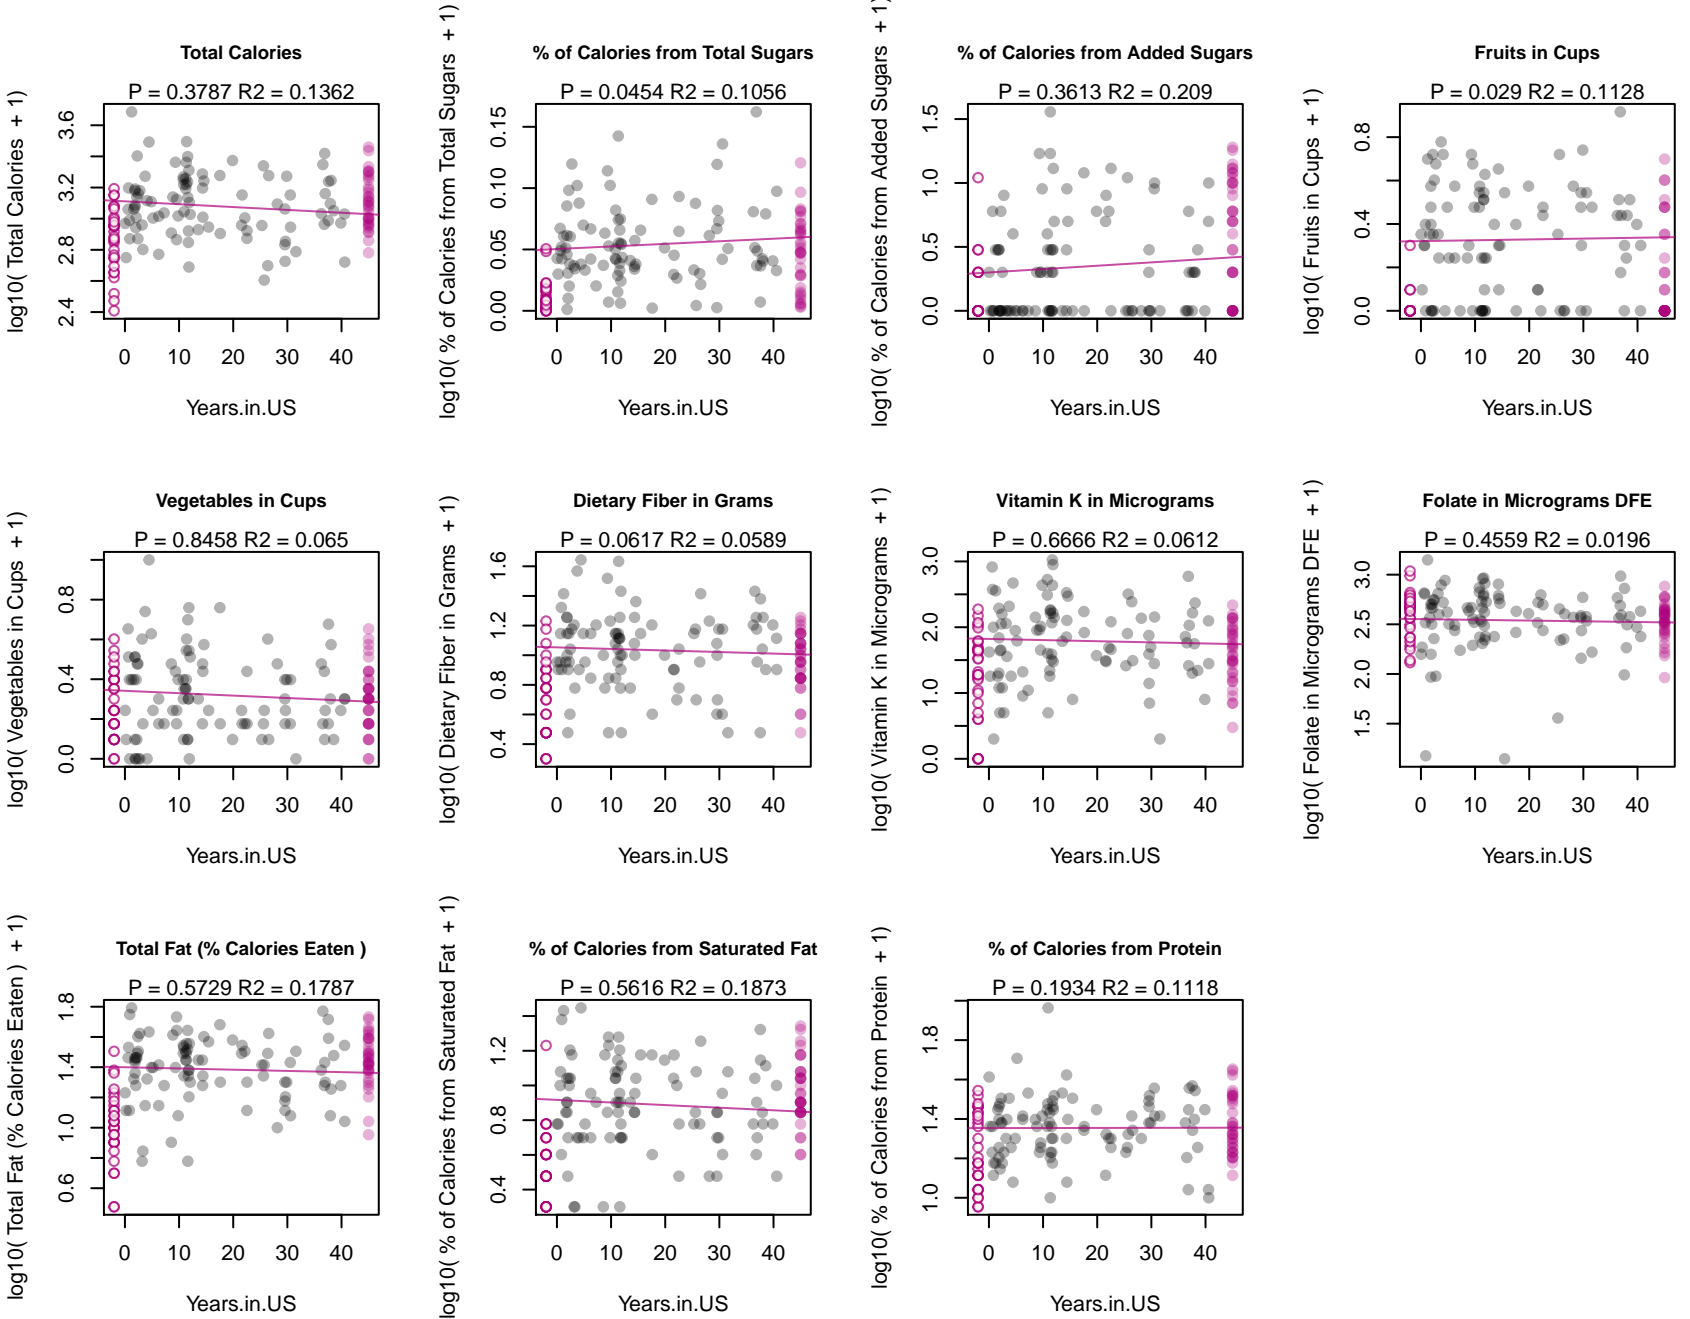 Total Calories
P = 0.3787 R2 = 0.1362
log10( Total Calories + 1)
2.4 2.8 3.2 3.6
0 10 20 30 40
Years.in.US
% of Calories from Total Sugars
P = 0.0454 R2 = 0.1056
log10( % of Calories from Total Sugars + 1)
0.00 0.05 0.10 0.15
0 10 20 30 40
Years.in.US
% of Calories from Added Sugars
P = 0.3613 R2 = 0.209
log10( % of Calories from Added Sugars + 1)
0.0 0.5 1.0 1.5
0 10 20 30 40
Years.in.US
Fruits in Cups
P = 0.029 R2 = 0.1128
log10( Fruits in Cups + 1)
0.0 0.4 0.8
0 10 20 30 40
Years.in.US
Vegetables in Cups
P = 0.8458 R2 = 0.065
log10( Vegetables in Cups + 1)
0.0 0.4 0.8
0 10 20 30 40
Years.in.US
Dietary Fiber in Grams
P = 0.0617 R2 = 0.0589
log10( Dietary Fiber in Grams + 1)
0.4 0.8 1.2 1.6
0 10 20 30 40
Years.in.US
Vitamin K in Micrograms
P = 0.6666 R2 = 0.0612
log10( Vitamin K in Micrograms + 1)
0.0 1.0 2.0 3.0
0 10 20 30 40
Years.in.US
Folate in Micrograms DFE
P = 0.4559 R2 = 0.0196
log10( Folate in Micrograms DFE + 1)
1.5 2.0 2.5 3.0
0 10 20 30 40
Years.in.US
Total Fat (% Calories Eaten )
P = 0.5729 R2 = 0.1787
log10( Total Fat (% Calories Eaten ) + 1)
0.6 1.0 1.4 1.8
0 10 20 30 40
Years.in.US
% of Calories from Saturated Fat
P = 0.5616 R2 = 0.1873
log10( % of Calories from Saturated Fat + 1)
0.4 0.8 1.2
0 10 20 30 40
Years.in.US
% of Calories from Protein
P = 0.1934 R2 = 0.1118
log10( % of Calories from Protein + 1)
1.0 1.4 1.8
0 10 20 30 40
Years.in.US